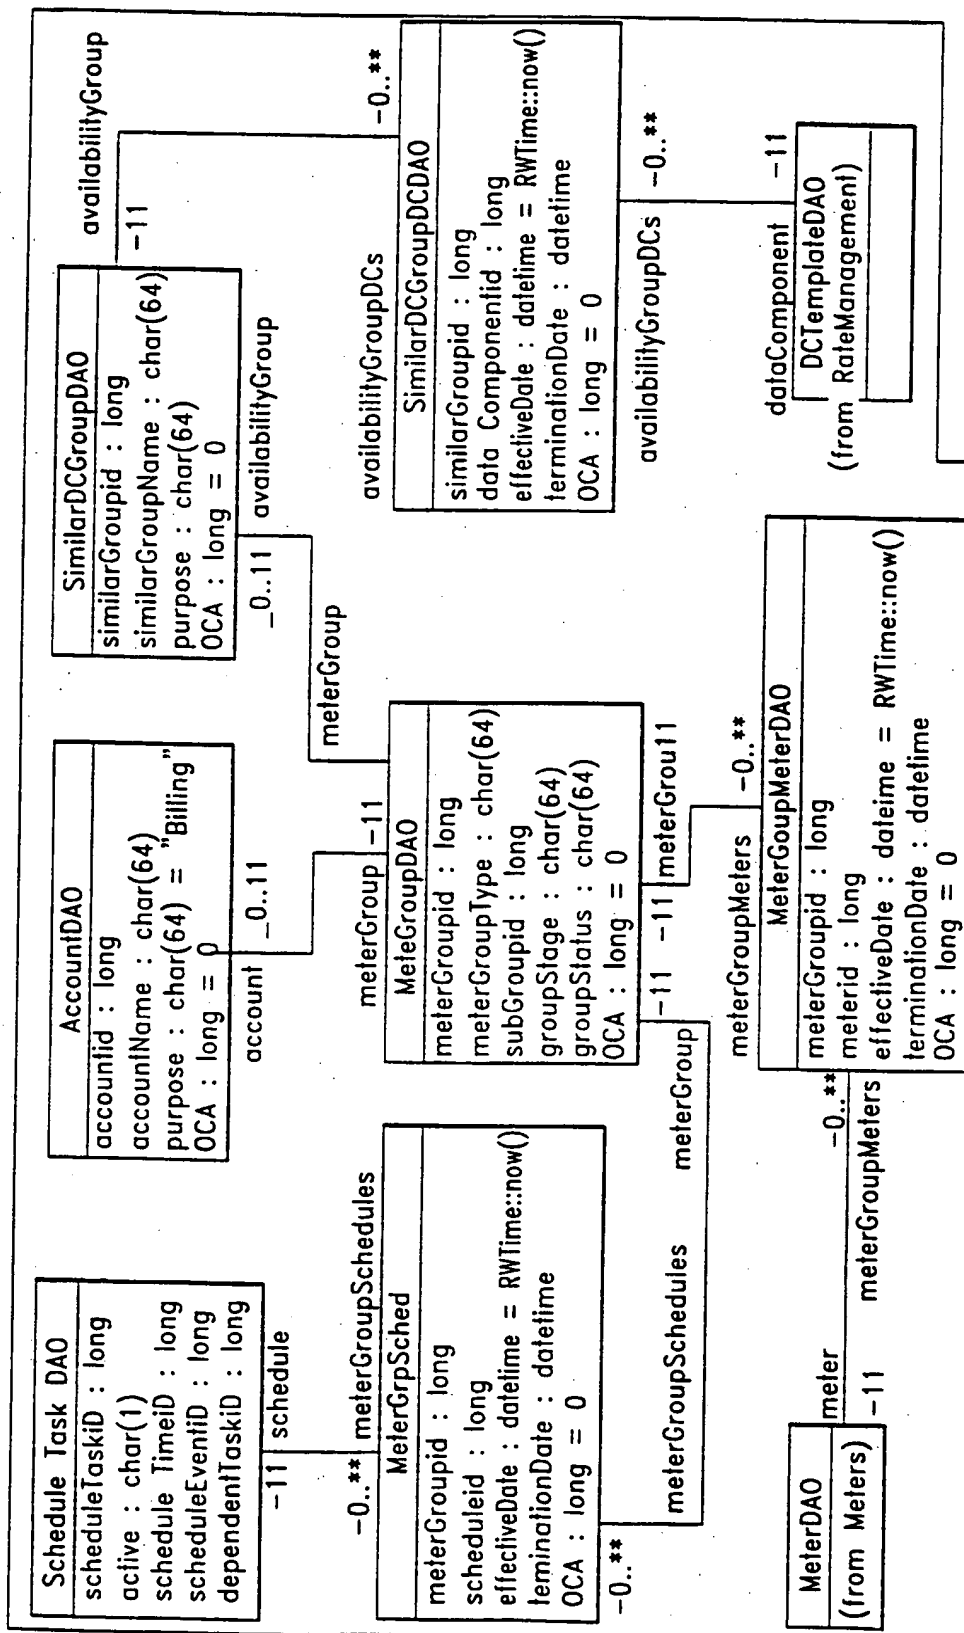 Schedule Task DAO
scheduleTaskiD : long
active : char(1)
schedule TimeiD : long
scheduleEventiD : long
dependentTaskiD : long
-11
schedule
-0..**
meterGroupSchedules
MeterGrpSched
meterGroupid : long
scheduleid : long
effectiveDate : datetime = RWTime::now()
teminationDate : datetime
OCA : long = 0
-0..**
meterGroupSchedules
meterGroup
AccountDAO
accountid : long
accountName : char(64)
purpose : char(64) = "Billing"
OCA : long = 0
account
_0..11
meterGroup
-11
MeteGroupDAO
meterGroupid : long
meterGroupType : char(64)
subGroupid : long
groupStage : char(64)
groupStatus : char(64)
OCA : long = 0
-11
-11
meterGrou11
meterGroupMeters
-0..**
SimilarDCGroupDAO
similarGroupid : long
similarGroupName : char(64)
purpose : char(64)
OCA : long = 0
-11
availabilityGroup
_0..11
availabilityGroup
meterGroup
availabilityGroupDCs
-0..**
SimilarDCGroupDCDAO
similarGroupid : long
data Componentid : long
effectiveDate : datetime = RWTime::now()
terminationDate : datetime
OCA : long = 0
availabilityGroupDCs
-0..**
dataComponent
-11
DCTemplateDAO
(from RateManagement)
MeterGoupMeterDAO
meterGroupid : long
meterid : long
effectiveDate : dateime = RWTime::now()
terminationDate : datetime
OCA : long = 0
-0..**
meterGroupMeters
meter
-11
MeterDAO
(from Meters)